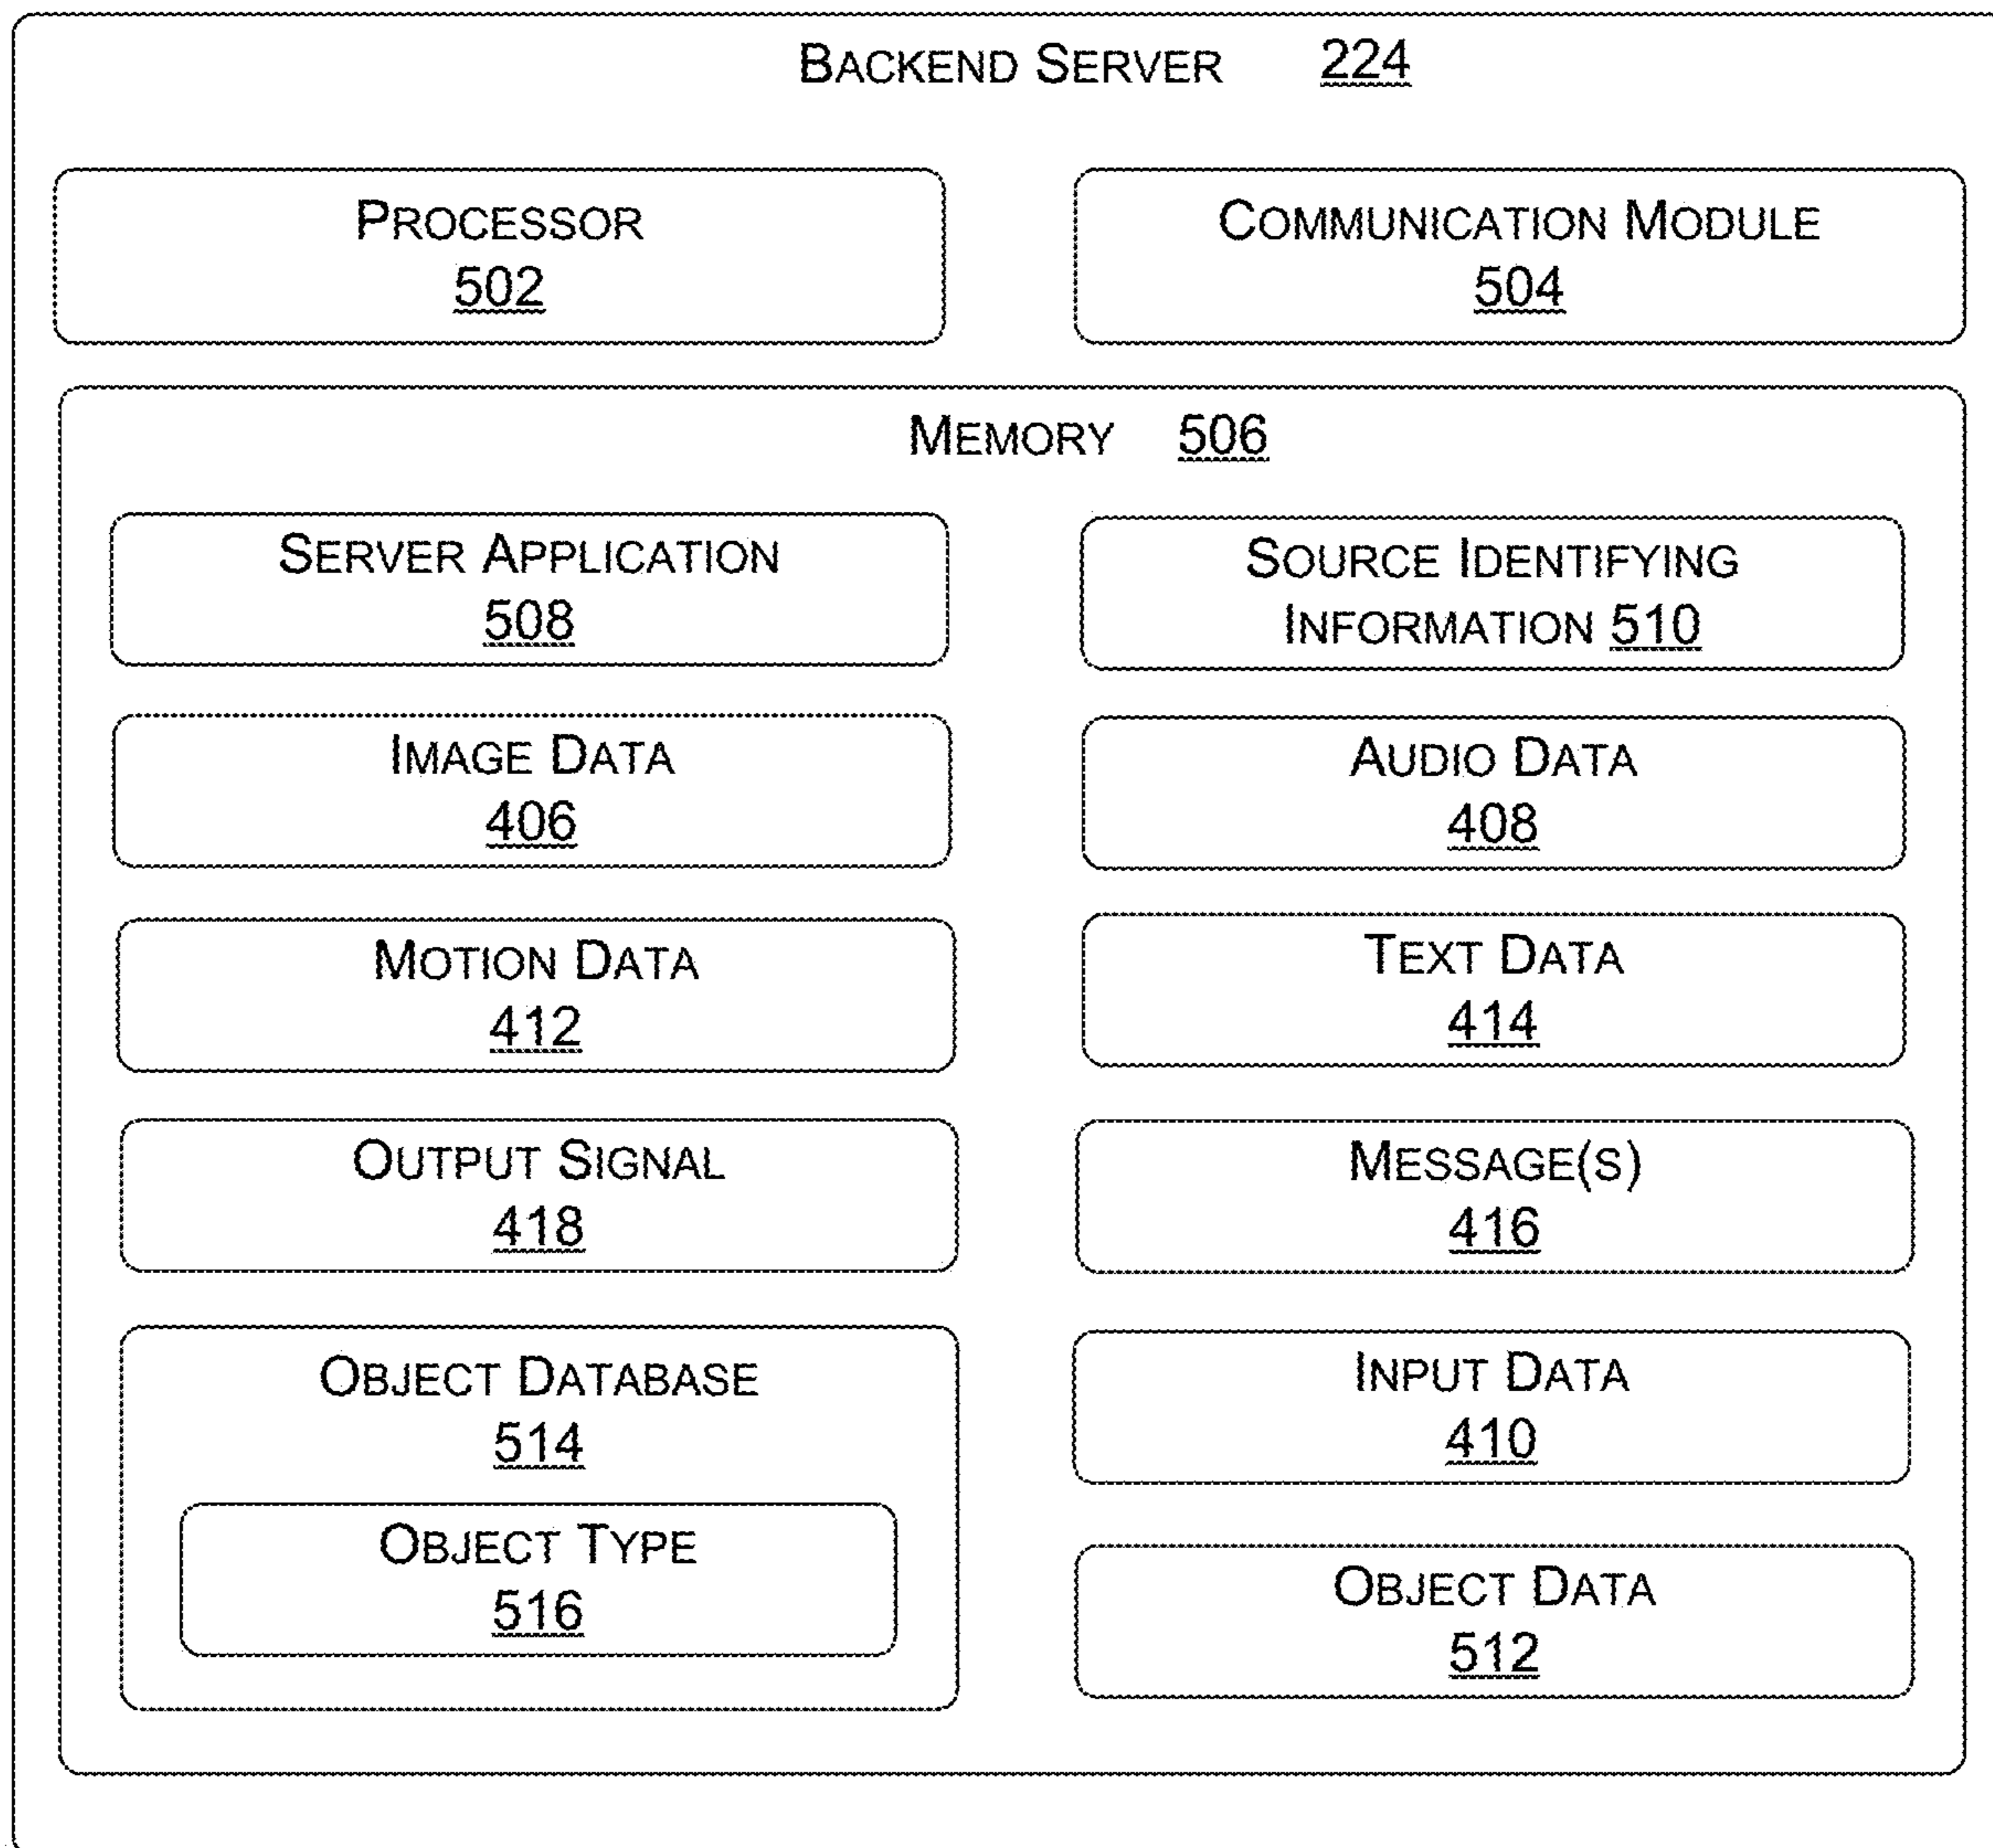 BACKEND SERVER 224
PROCESSOR
502
COMMUNICATION MODULE
504
MEMORY 506
SERVER APPLICATION
508
SOURCE IDENTIFYING
INFORMATION 510
IMAGE DATA
406
AUDIO DATA
408
MOTION DATA
412
TEXT DATA
414
OUTPUT SIGNAL
418
MESSAGE(S)
416
OBJECT DATABASE
514
OBJECT TYPE
516
INPUT DATA
410
OBJECT DATA
512